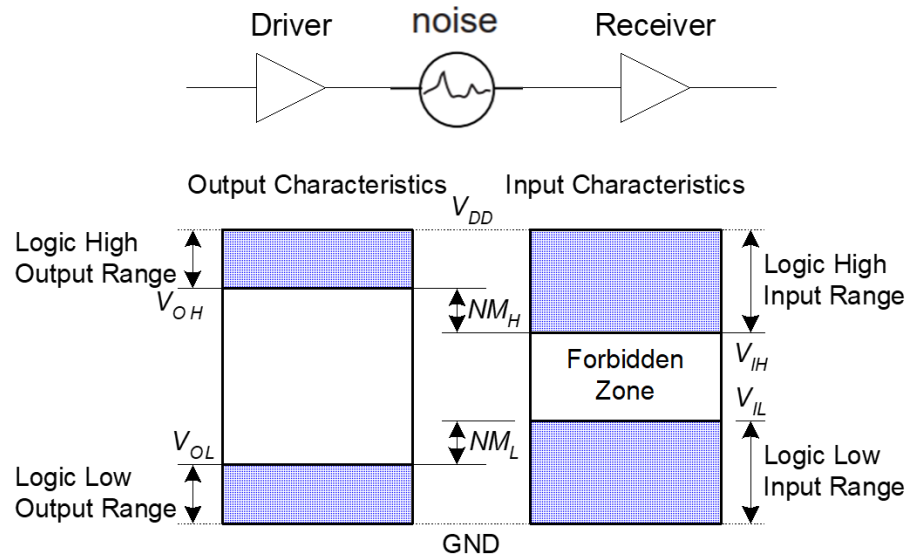 Driver
noise
Receiver
Output Characteristics
Input Characteristics
V_DD
Logic High
Output Range
Logic High
Input Range
V_OH
NM_H
Forbidden
Zone
V_IH
V_IL
V_OL
NM_L
Logic Low
Output Range
Logic Low
Input Range
GND